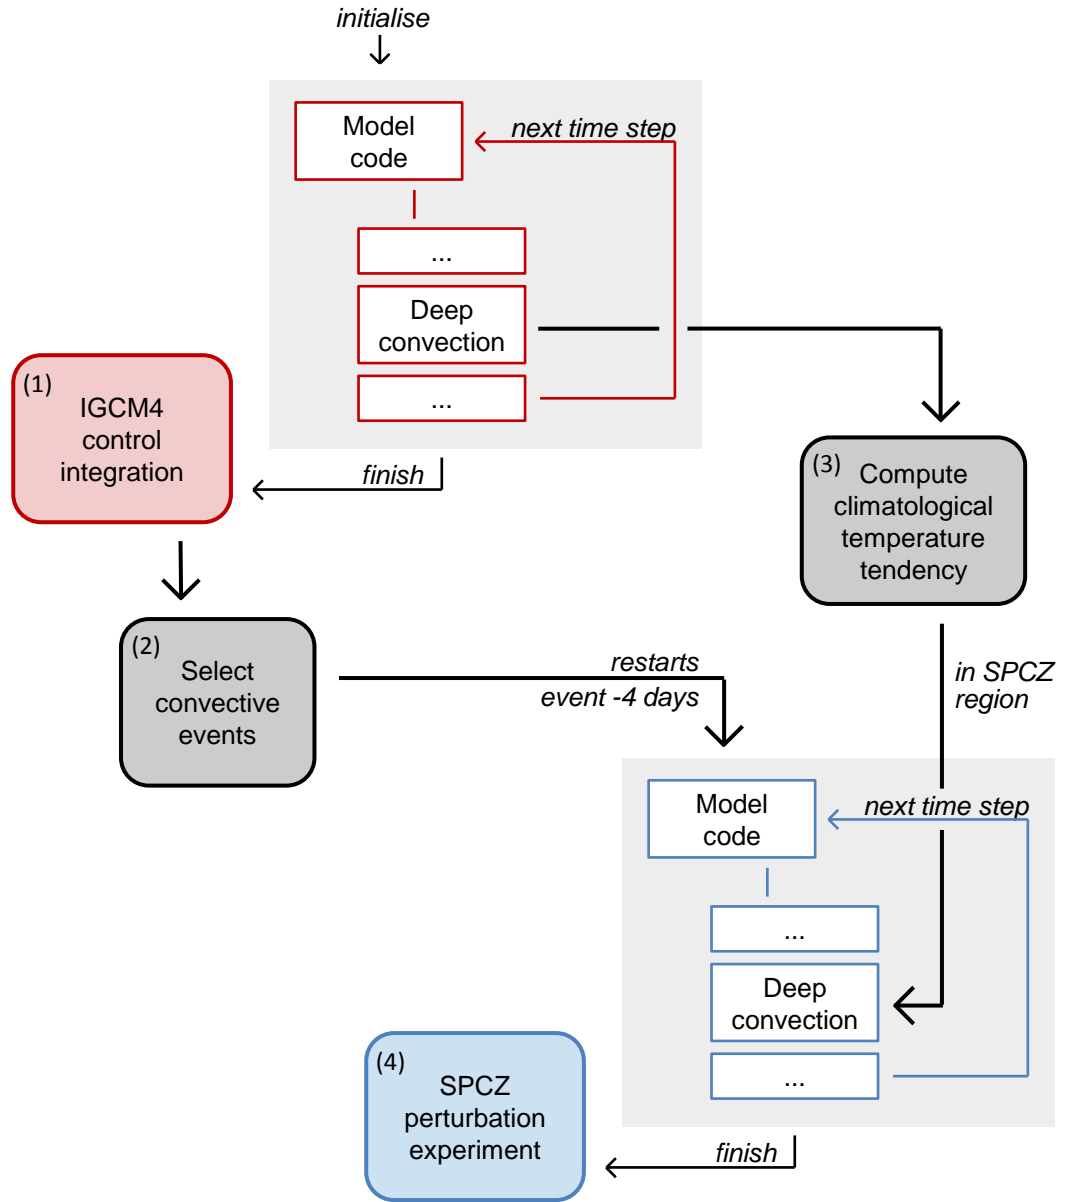 initialise
Model
code
next time step
...
Deep
convection
...
finish
(1)
IGCM4
control
integration
(3)
Compute
climatological
temperature
tendency
(2)
Select
convective
events
restarts
event -4 days
in SPCZ
region
Model
code
next time step
...
Deep
convection
...
finish
(4)
SPCZ
perturbation
experiment